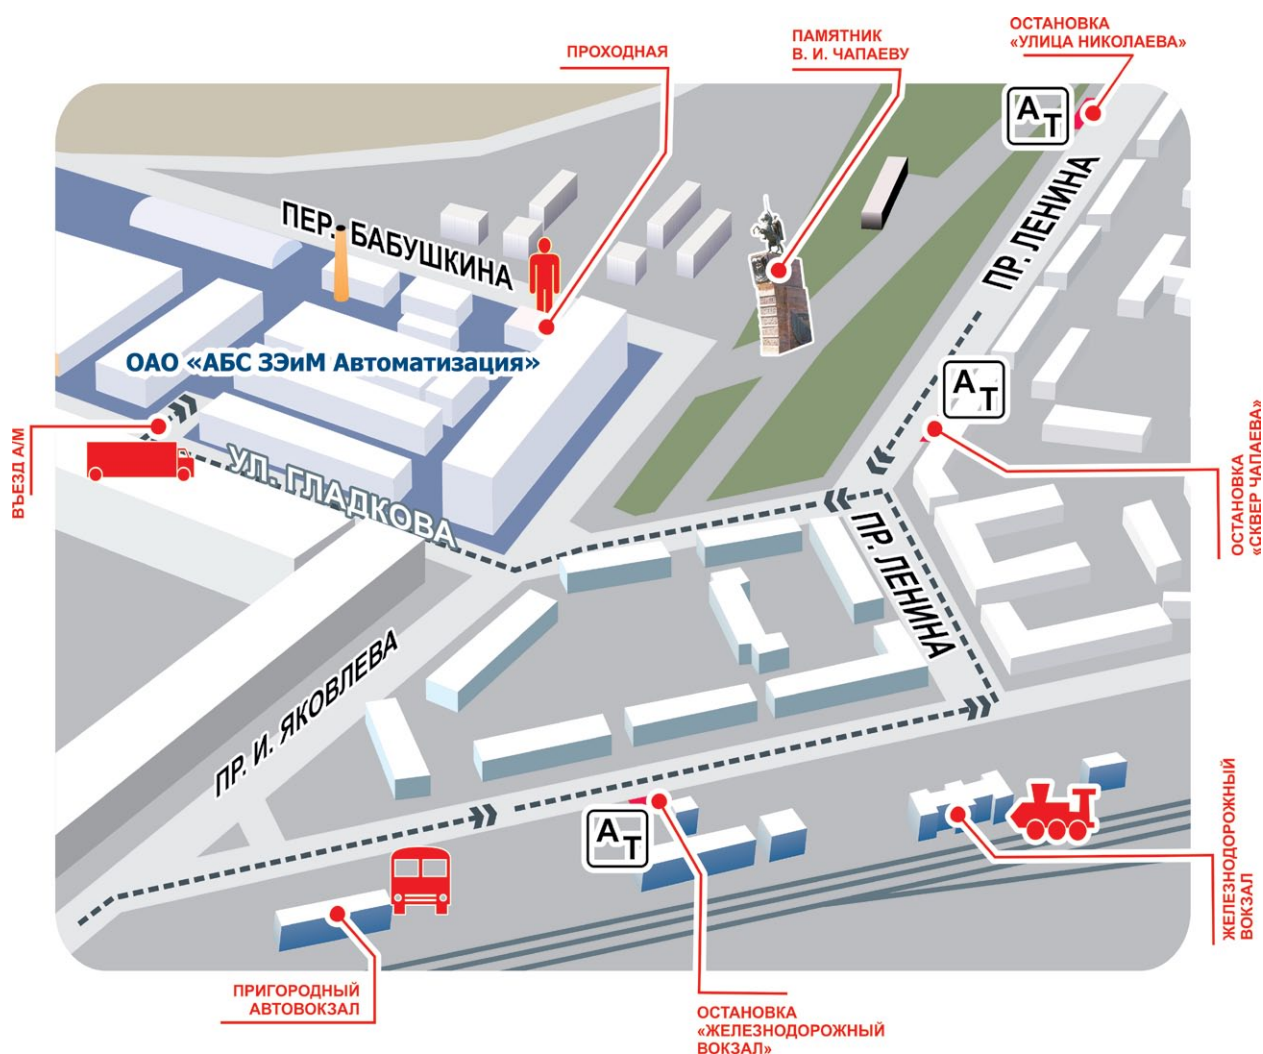 ОСТАНОВКА
«УЛИЦА НИКОЛАЕВА»
ПАМЯТНИК
В. И. ЧАПАЕВУ
ПРОХОДНАЯ
А Т
ПР. ЛЕНИНА
ПЕР. БАБУШКИНА
ОАО «АБС ЗЭиМ Автоматизация»
А Т
ВЪЕЗД А/М
УЛ. ГЛАДКОВА
ОСТАНОВКА
«СКВЕР ЧАПАЕВА»
ПР. ЛЕНИНА
ПР. И. ЯКОВЛЕВА
А Т
ЖЕЛЕЗНОДОРОЖНЫЙ
ВОКЗАЛ
ПРИГОРОДНЫЙ
АВТОВОКЗАЛ
ОСТАНОВКА
«ЖЕЛЕЗНОДОРОЖНЫЙ
ВОКЗАЛ»